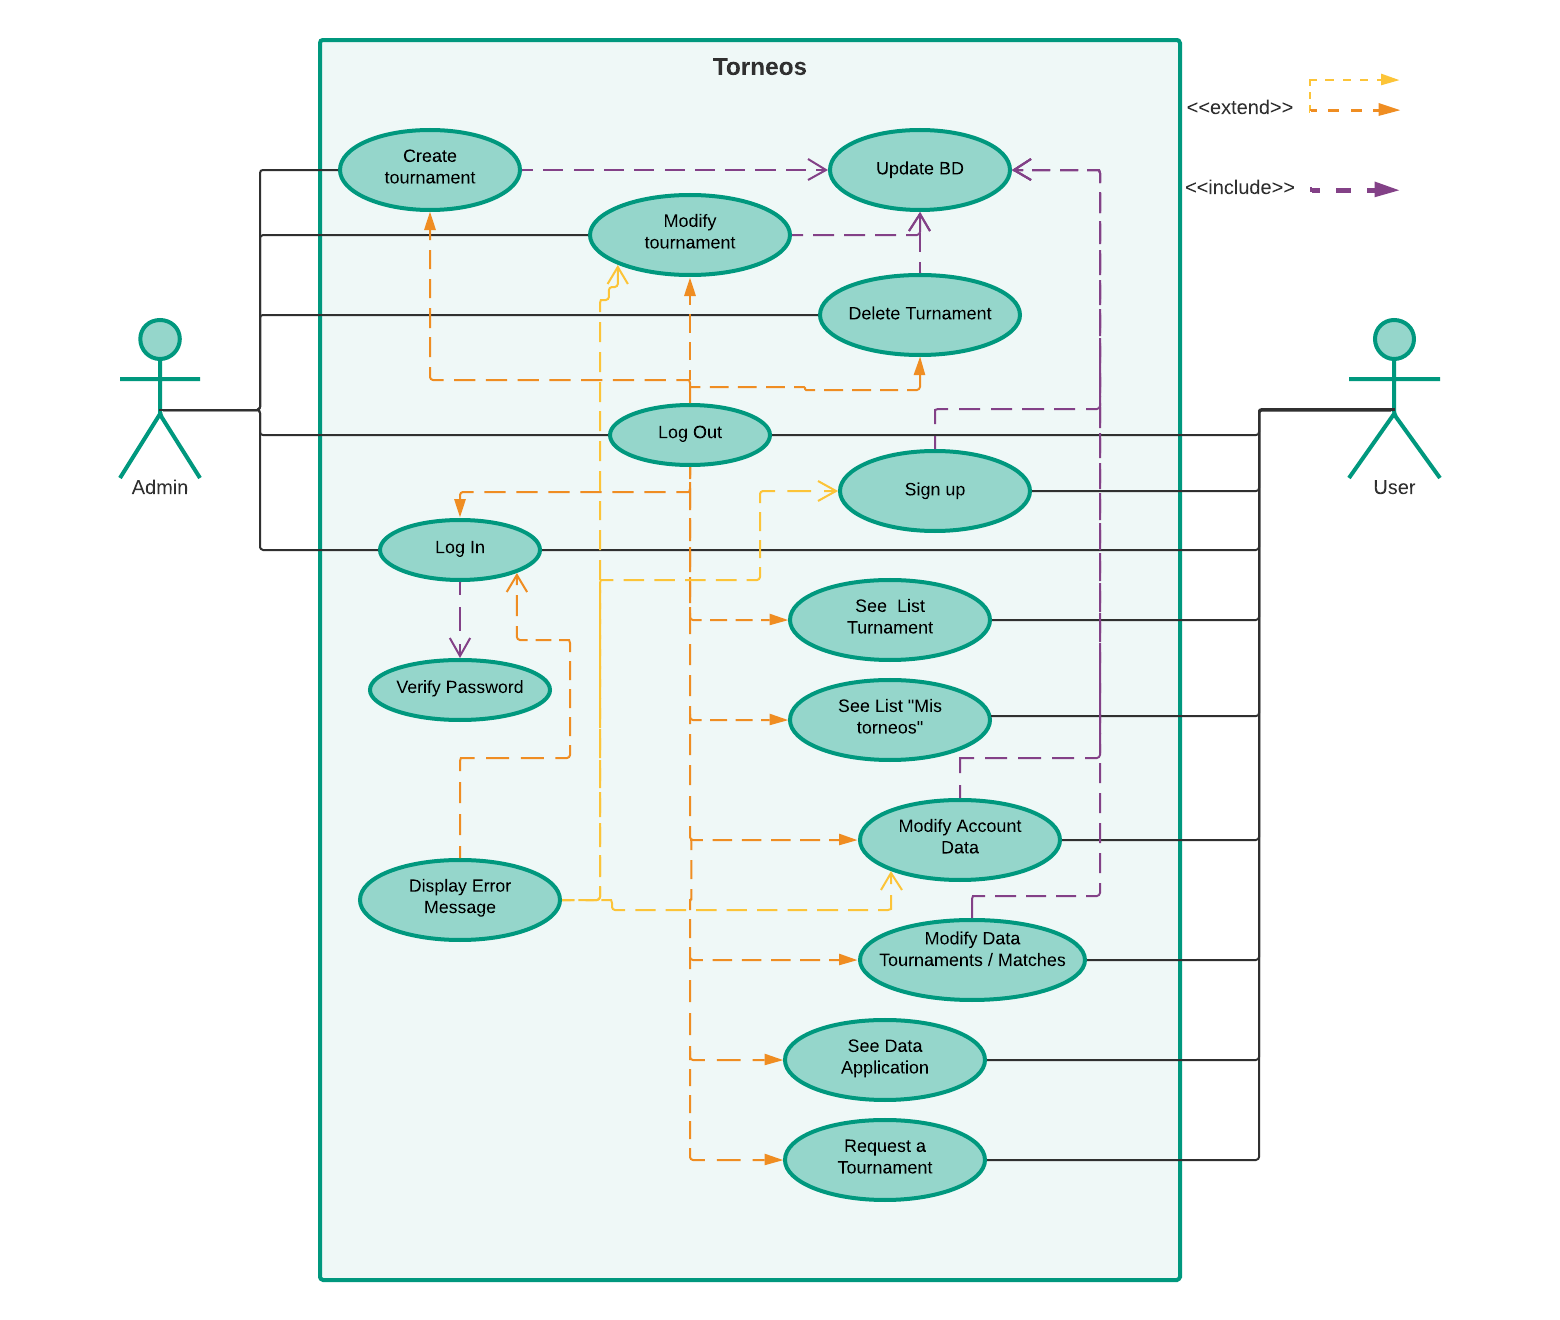 Torneos
<<extend>>
<<include>>
Create
tournament
Update BD
Modify
tournament
Delete Turnament
Admin
User
Log Out
Sign up
Log In
See List
Turnament
Verify Password
See List "Mis
torneos"
Modify Account
Data
Display Error
Message
Modify Data
Tournaments / Matches
See Data
Application
Request a
Tournament